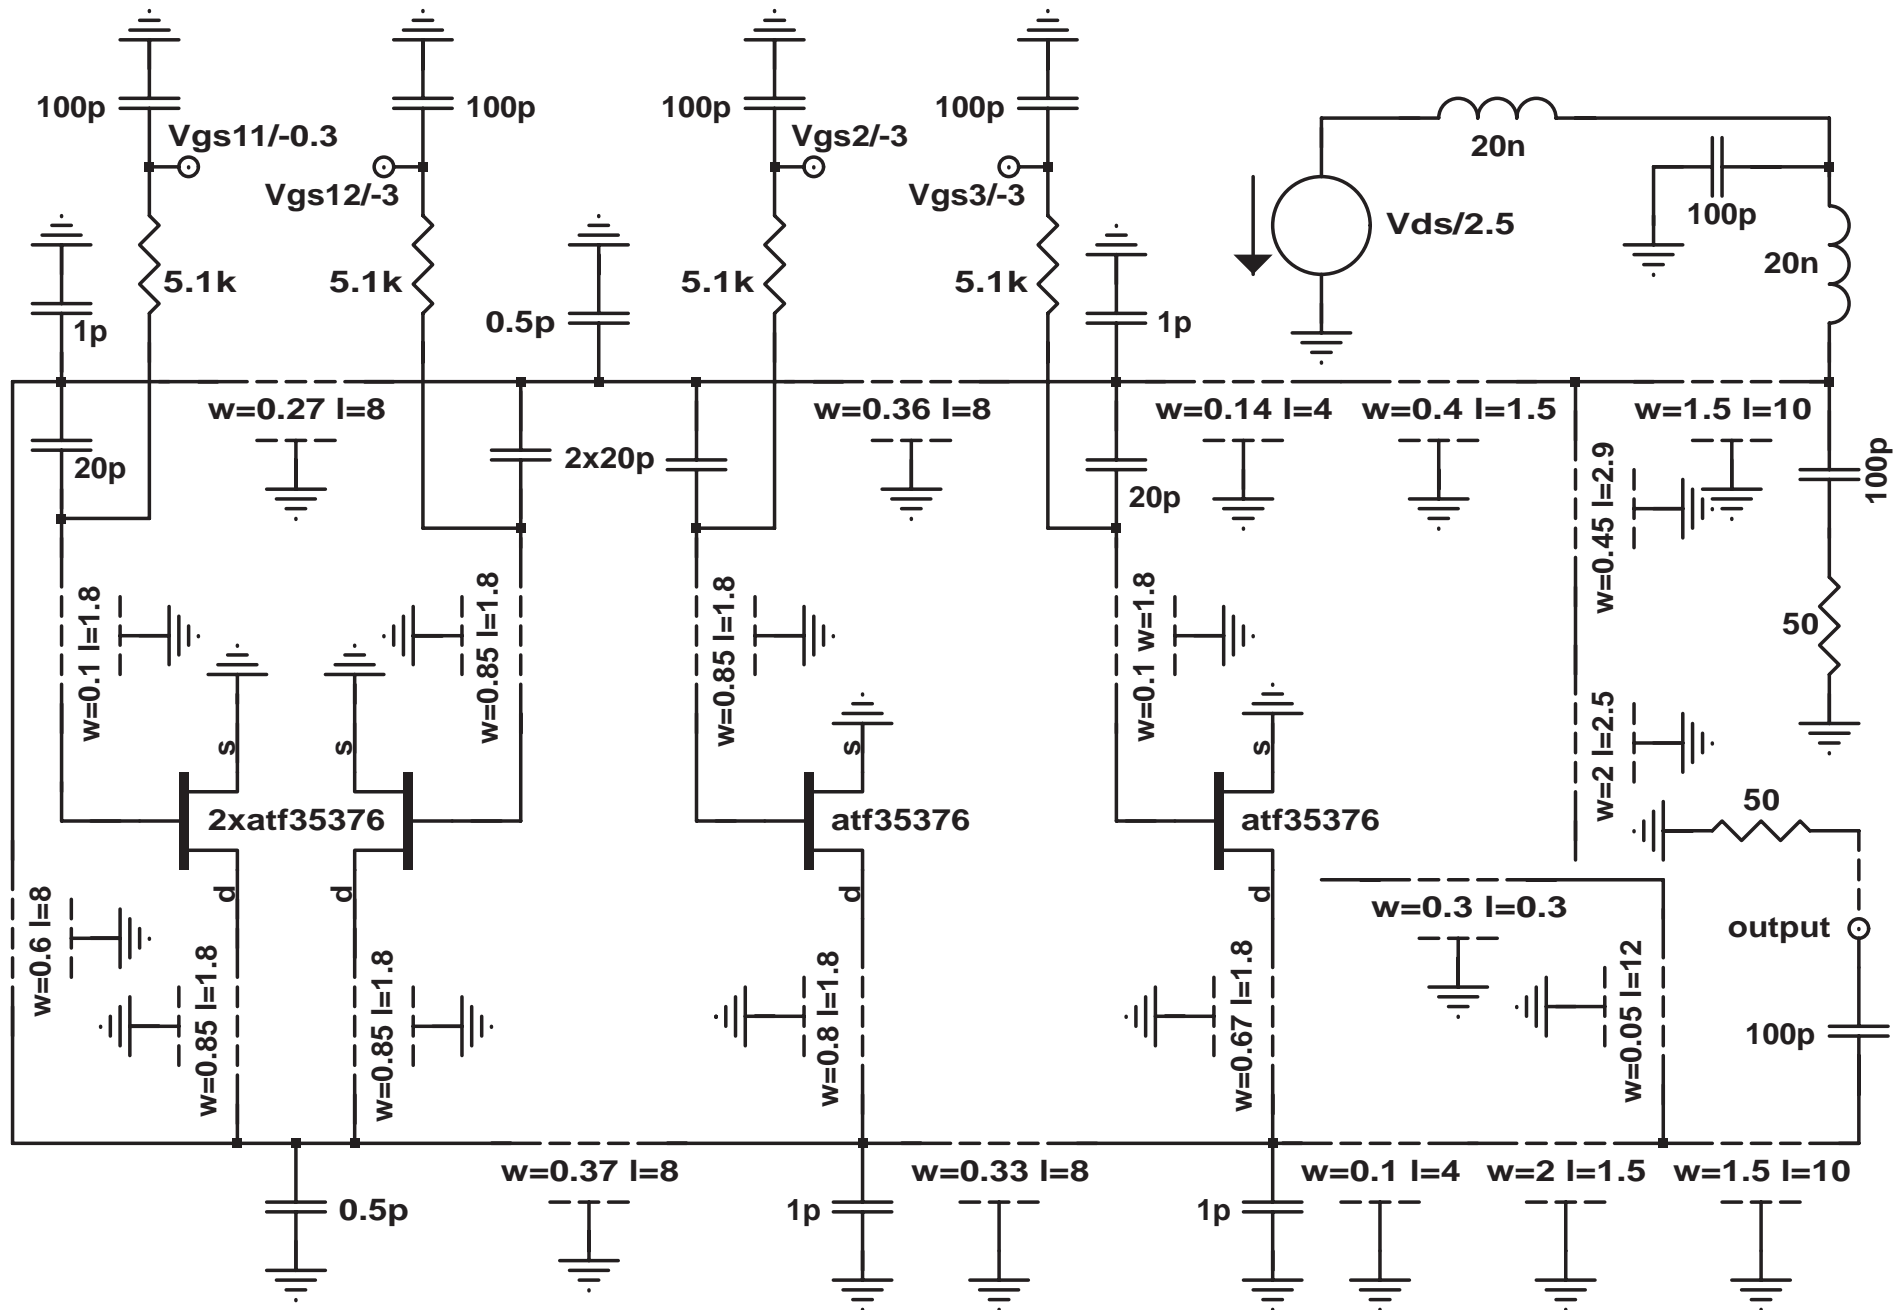 100p
100p
100p
100p
Vgs11/-0.3
Vgs12/-3
Vgs2/-3
Vgs3/-3
20n
100p
Vds/2.5
20n
5.1k
5.1k
5.1k
5.1k
1p
0.5p
1p
w=0.27 l=8
w=0.36 l=8
w=0.14 l=4
w=0.4 l=1.5
w=1.5 l=10
20p
2x20p
20p
w=0.45 l=2.9
100p
w=0.1 l=1.8
w=0.85 l=1.8
w=0.85 l=1.8
w=0.1 w=1.8
50
s
s
s
s
w=2 l=2.5
2xatf35376
atf35376
atf35376
50
d
d
d
d
w=0.3 l=0.3
output
w=0.6 l=8
w=0.85 l=1.8
w=0.85 l=1.8
w=0.8 l=1.8
w=0.67 l=1.8
w=0.05 l=12
100p
w=0.37 l=8
w=0.33 l=8
w=0.1 l=4
w=2 l=1.5
w=1.5 l=10
0.5p
1p
1p